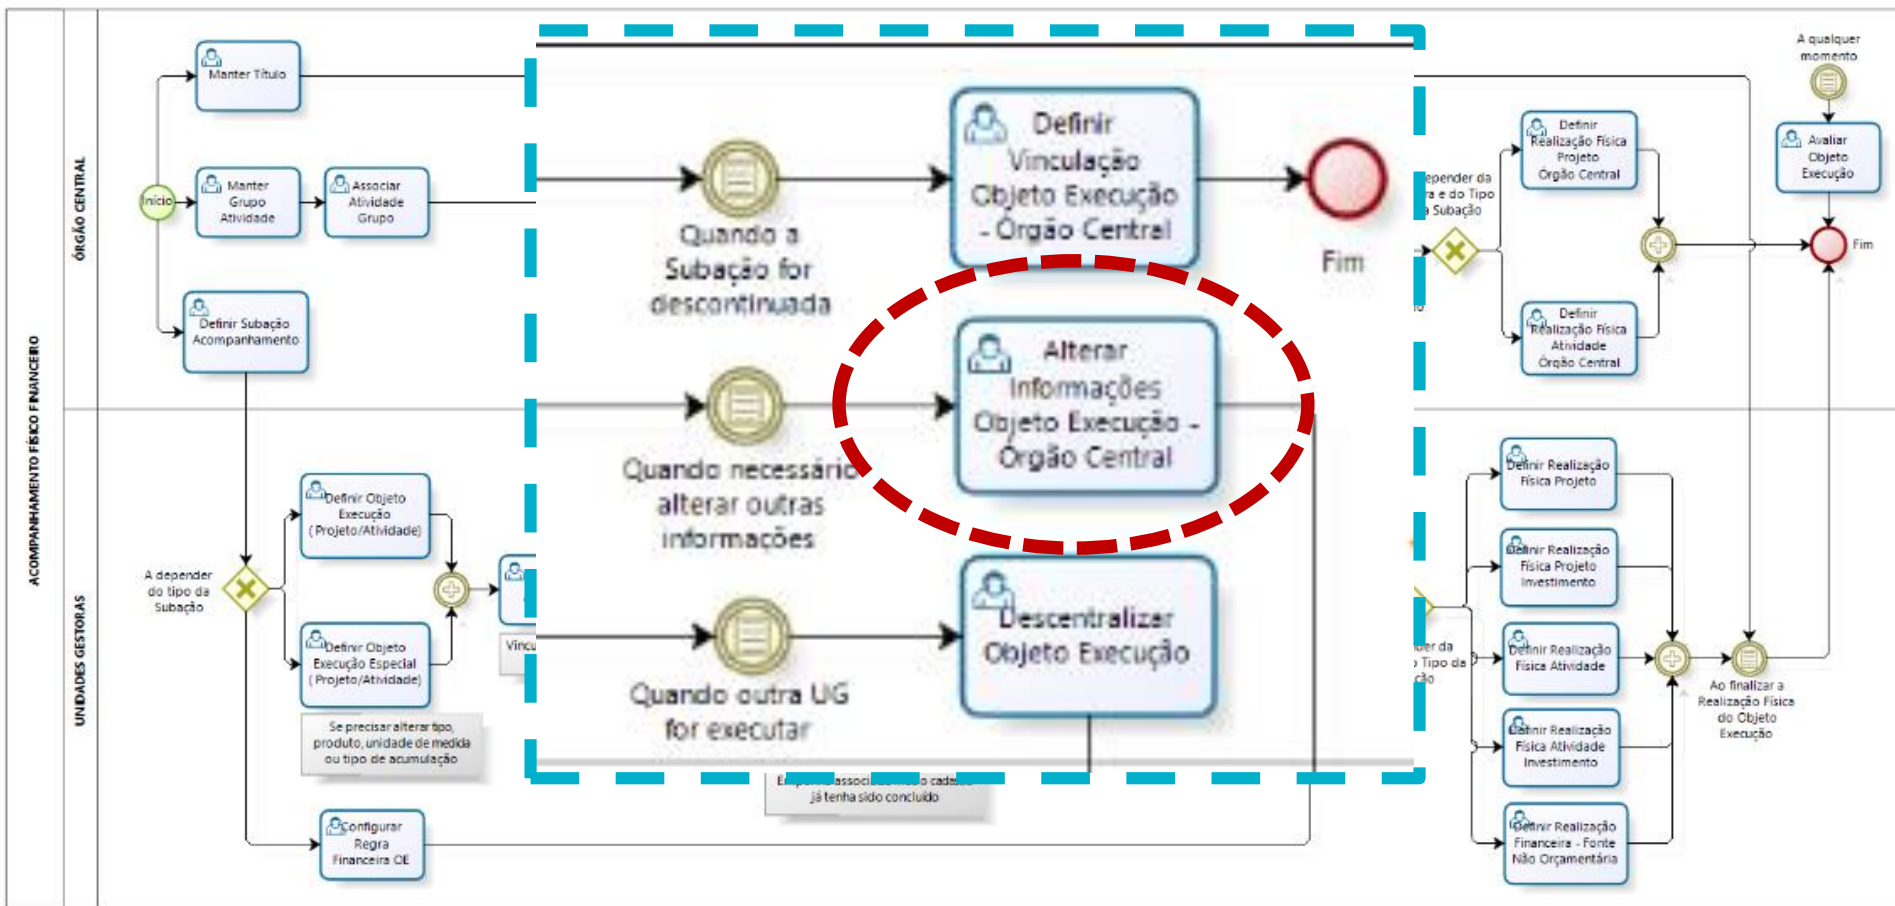 ACOMPANHAMENTO FÍSICO FINANCEIRO
ÓRGÃO CENTRAL
UNIDADES GESTORAS
Início
Manter Título
Manter
Grupo
Atividade
Associar
Atividade
Grupo
Definir Subação
Acompanhamento
A depender
do tipo da
Subação
Definir Objeto
Execução
(Projeto/Atividade)
Definir Objeto
Execução Especial
(Projeto/Atividade)
Se precisar alterar tipo,
produto, unidade de medida
ou tipo de acumulação
Configurar
Regra
Financeira OE
Quando a
Subação for
descontinuada
Definir
Vinculação
Objeto Execução
- Órgão Central
Fim
Quando necessário
alterar outras
informações
Alterar
Informações
Objeto Execução -
Órgão Central
Quando outra UG
for executar
Descentralizar
Objeto Execução
já tenha sido concluído
da
e do Tipo
Subação
Definir
Realização Física
Projeto
Órgão Central
Definir
Realização Física
Atividade
Órgão Central
A qualquer
momento
Avaliar
Objeto
Execução
Fim
da
Tipo da
Definir Realização
Física Projeto
Definir Realização
Física Projeto
Investimento
Definir Realização
Física Atividade
Definir Realização
Física Atividade
Investimento
Definir Realização
Financeira - Fonte
Não Orçamentária
Ao finalizar a
Realização Física
do Objeto
Execução